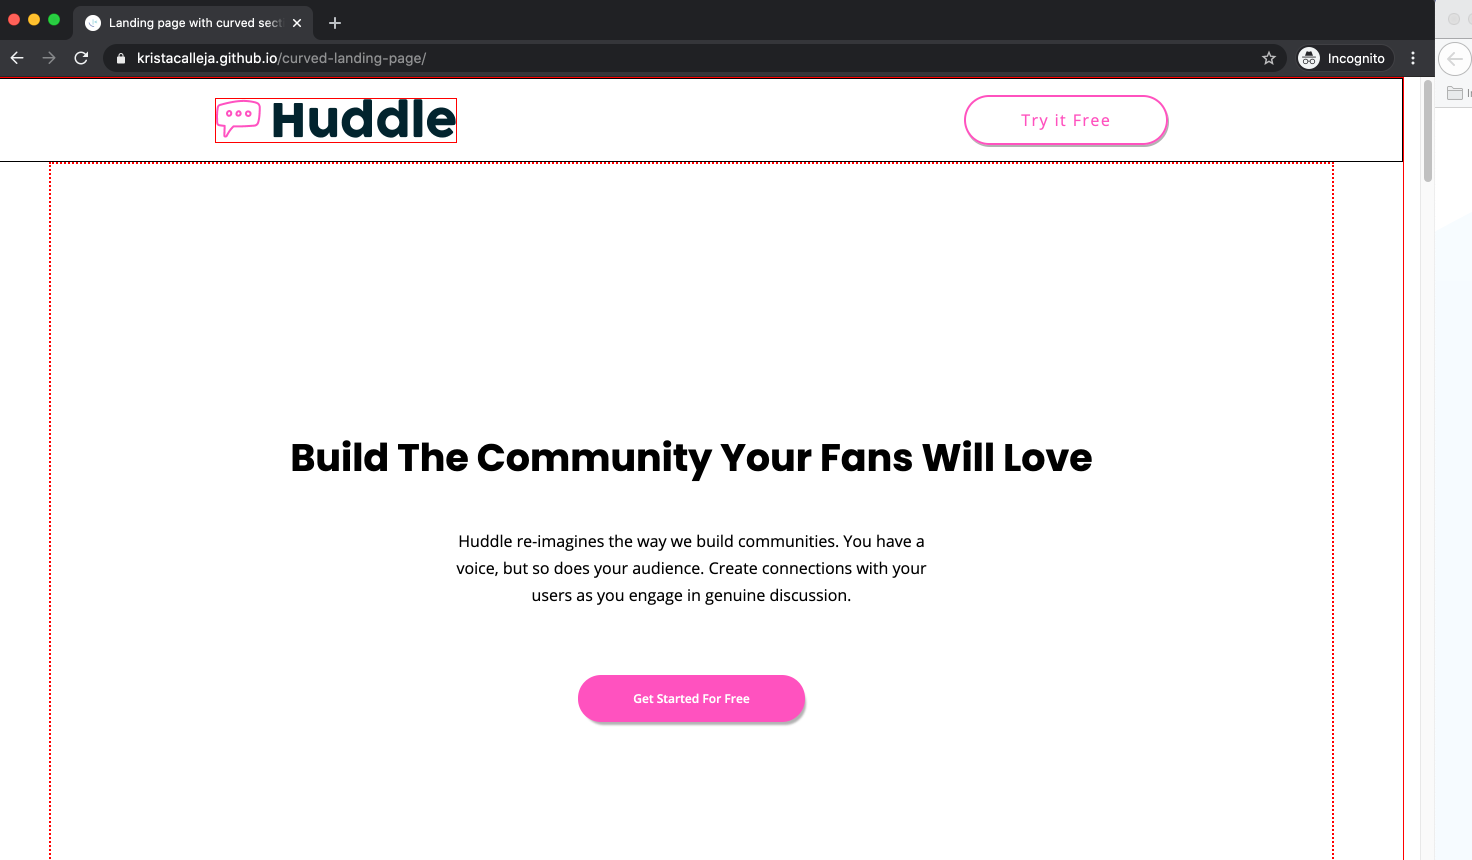 Landing page with curved sect
kristacalleja.github.io/curved-landing-page/
Incognito
Huddle
Try it Free
Build The Community Your Fans Will Love
Huddle re-imagines the way we build communities. You have a
voice, but so does your audience. Create connections with your
users as you engage in genuine discussion.
Get Started For Free